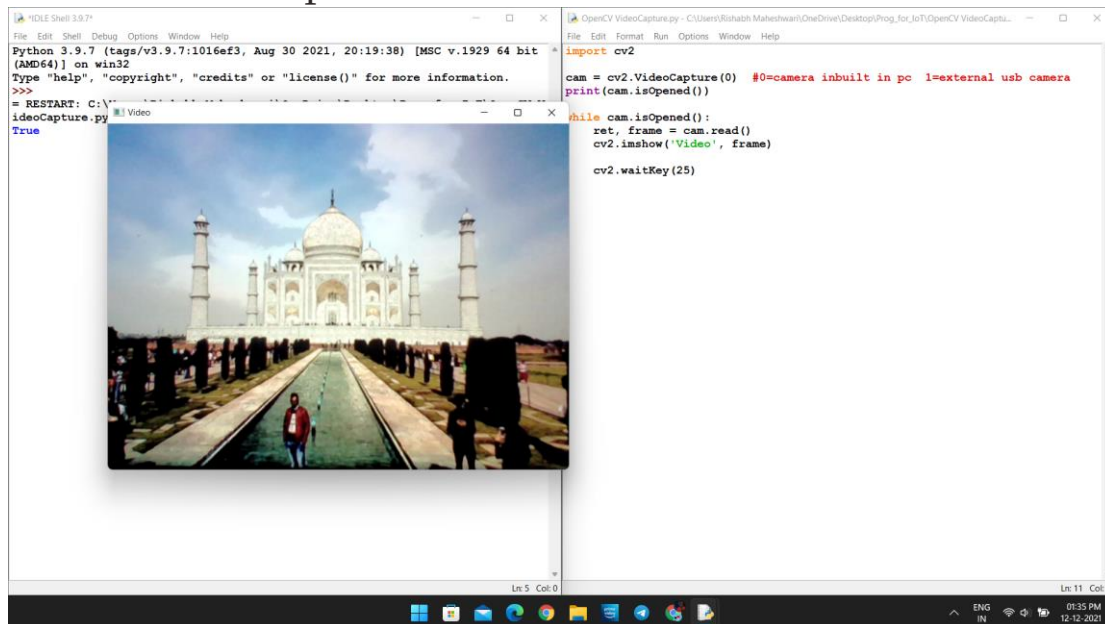 *IDLE Shell 3.9.7*
File Edit Shell Debug Options Window Help
Python 3.9.7 (tags/v3.9.7:1016ef3, Aug 30 2021, 20:19:38) [MSC v.1929 64 bit
(AMD64)] on win32
Type "help", "copyright", "credits" or "license()" for more information.
>>>
= RESTART: C:\
ideoCapture.py
True
Video
Ln: 5 Col: 0
OpenCV VideoCapture.py - C:\Users\Rishabh Maheshwari\OneDrive\Desktop\Prog_for_IoT\OpenCV VideoCaptu...
File Edit Format Run Options Window Help
import cv2
cam = cv2.VideoCapture(0) #0=camera inbuilt in pc 1=external usb camera
print(cam.isOpened())
while cam.isOpened():
ret, frame = cam.read()
cv2.imshow('Video', frame)
cv2.waitKey(25)
Ln: 11 Col:
ENG
IN
01:35 PM
12-12-2021